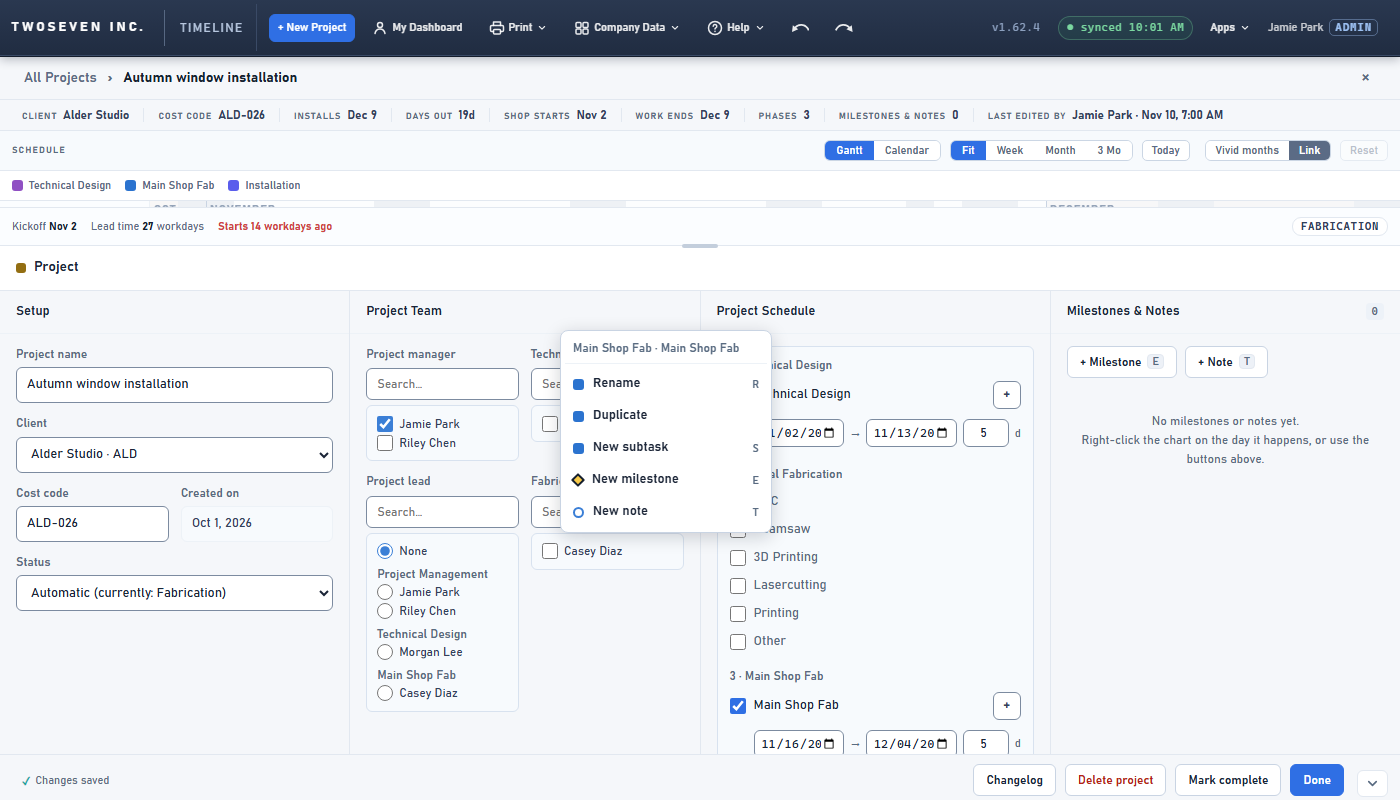 TWOSEVEN INC. TIMELINE + New Project My Dashboard Print Company Data Help v1.62.4 synced 10:01 AM Apps Jamie Park ADMIN
All Projects › Autumn window installation ×
CLIENT Alder Studio COST CODE ALD-026 INSTALLS Dec 9 DAYS OUT 19d SHOP STARTS Nov 2 WORK ENDS Dec 9 PHASES 3 MILESTONES & NOTES 0 LAST EDITED BY Jamie Park · Nov 10, 7:00 AM
SCHEDULE Gantt Calendar Fit Week Month 3 Mo Today Vivid months Link Reset
Technical Design Main Shop Fab Installation
OCT NOVEMBER DECEMBER
Kickoff Nov 2 Lead time 27 workdays Starts 14 workdays ago FABRICATION
Project
Setup
Project name
Autumn window installation
Client
Alder Studio · ALD
Cost code Created on
ALD-026 Oct 1, 2026
Status
Automatic (currently: Fabrication)
Project Team
Project manager
Search...
Jamie Park
Riley Chen
Project lead
Search...
None
Project Management
Jamie Park
Riley Chen
Technical Design
Morgan Lee
Main Shop Fab
Casey Diaz
Casey Diaz
Main Shop Fab · Main Shop Fab
Rename R
Duplicate
New subtask S
New milestone E
New note T
Project Schedule
+
→ 11/13/20 5 d
3D Printing
Lasercutting
Printing
Other
3 · Main Shop Fab
Main Shop Fab +
11/16/20 → 12/04/20 5 d
Milestones & Notes 0
+ Milestone E + Note T
No milestones or notes yet.
Right-click the chart on the day it happens, or use the
buttons above.
✓ Changes saved Changelog Delete project Mark complete Done